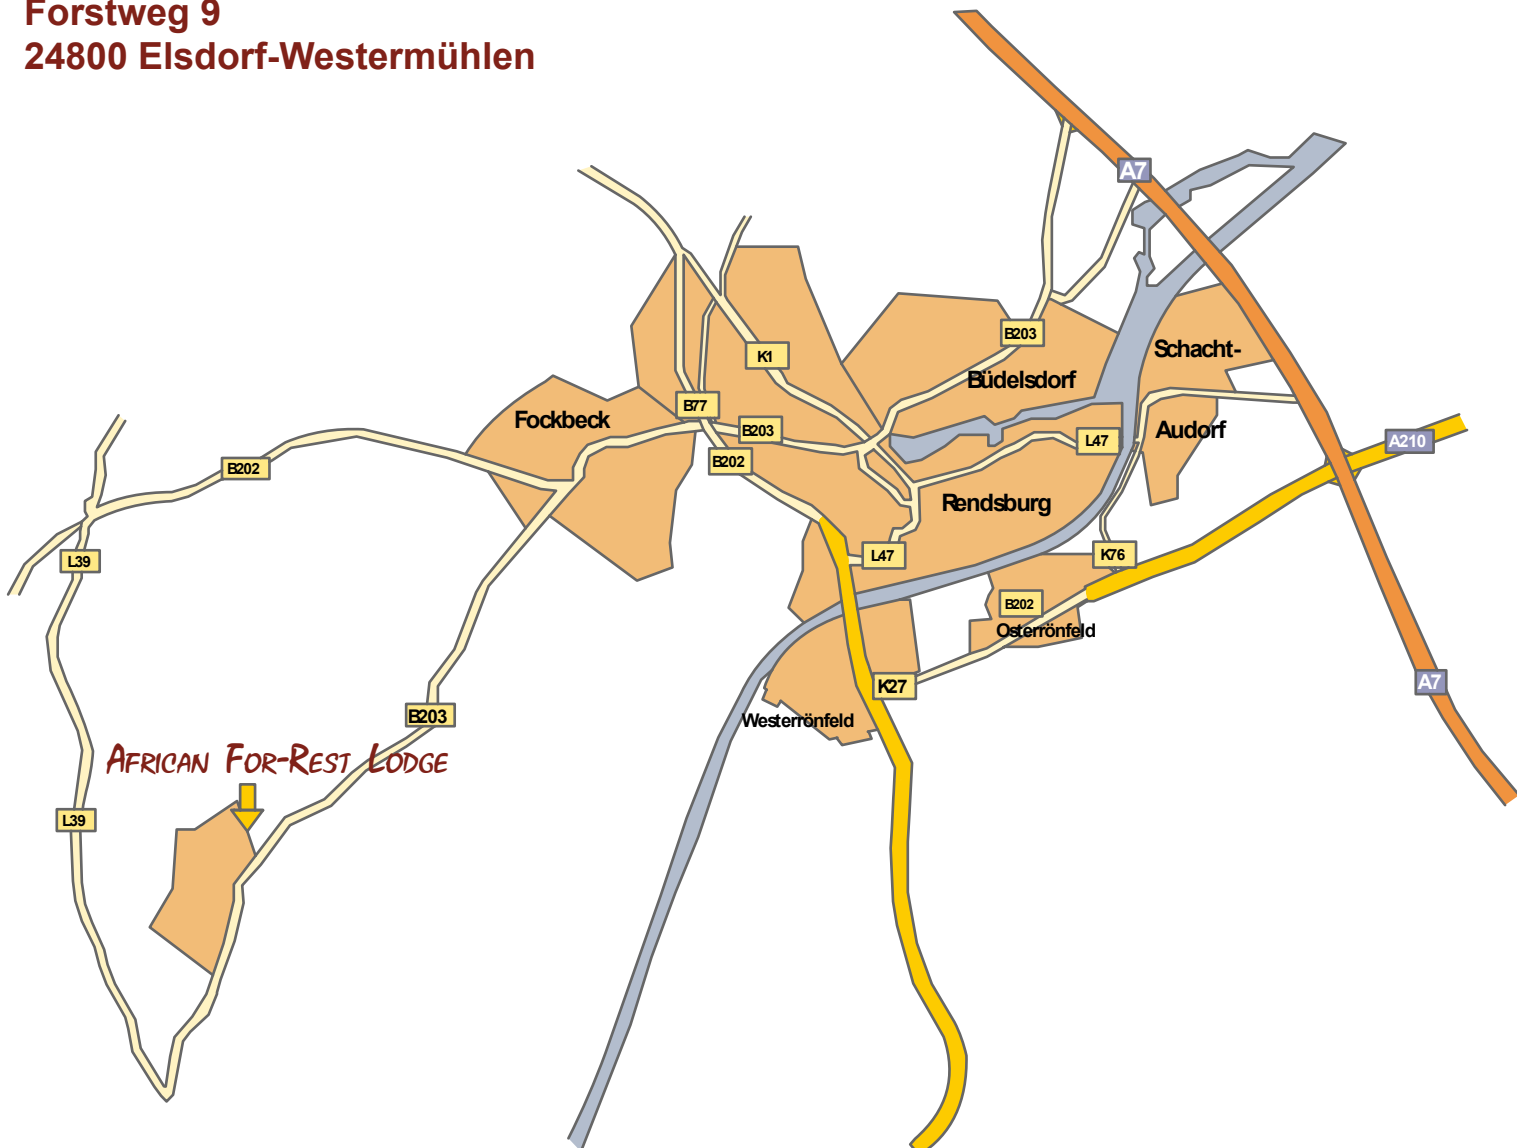 Forstweg 9
24800 Elsdorf-Westermühlen
A7
B203
Schacht-
K1
Büdelsdorf
B77
Fockbeck
B203
Audorf
L47
A210
B202
B202
Rendsburg
L39
L47
K76
B202
Osterrönfeld
K27
A7
B203
Westerrönfeld
AFRICAN FOR-REST LODGE
L39